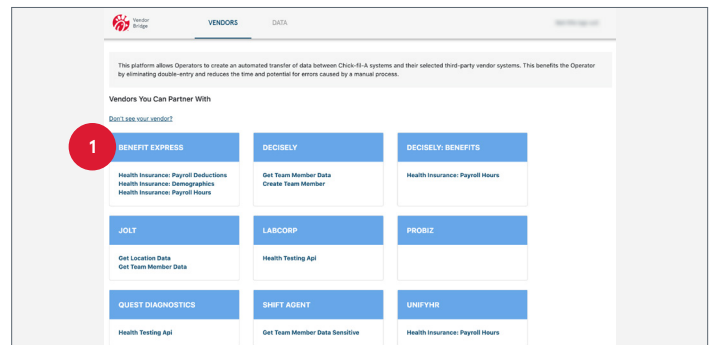 Vendor
Bridge
VENDORS
DATA
This platform allows Operators to create an automated transfer of data between Chick-fil-A systems and their selected third-party vendor systems. This benefits the Operator
by eliminating double-entry and reduces the time and potential for errors caused by a manual process.
Vendors You Can Partner With
Don't see your vendor?
1
BENEFIT EXPRESS
Health Insurance: Payroll Deductions
Health Insurance: Demographics
Health Insurance: Payroll Hours
DECISELY
Get Team Member Data
Create Team Member
DECISELY: BENEFITS
Health Insurance: Payroll Hours
JOLT
Get Location Data
Get Team Member Data
LABCORP
Health Testing Api
PROBIZ
QUEST DIAGNOSTICS
Health Testing Api
SHIFT AGENT
Get Team Member Data Sensitive
UNIFYHR
Health Insurance: Payroll Hours